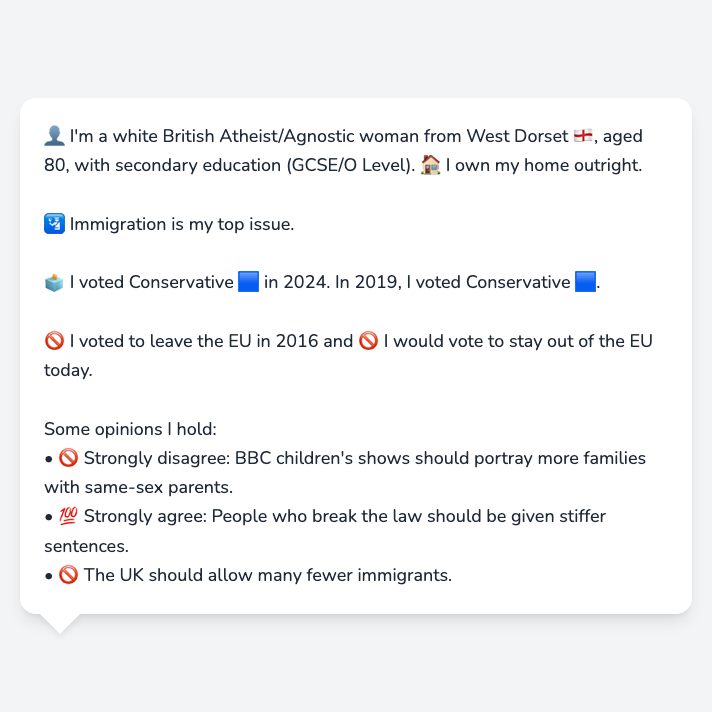 👤 I'm a white British Atheist/Agnostic woman from West Dorset 🏴󠁧󠁢󠁥󠁮󠁧󠁿, aged
80, with secondary education (GCSE/O Level). 🏠 I own my home outright.
🛂 Immigration is my top issue.
🗳️ I voted Conservative 🟦 in 2024. In 2019, I voted Conservative 🟦.
🚫 I voted to leave the EU in 2016 and 🚫 I would vote to stay out of the EU
today.
Some opinions I hold:
• 🚫 Strongly disagree: BBC children's shows should portray more families
with same-sex parents.
• 💯 Strongly agree: People who break the law should be given stiffer
sentences.
• 🚫 The UK should allow many fewer immigrants.